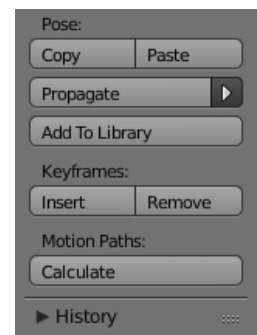 Pose:
Copy Paste
Propagate
Add To Library
Keyframes:
Insert Remove
Motion Paths:
Calculate
History